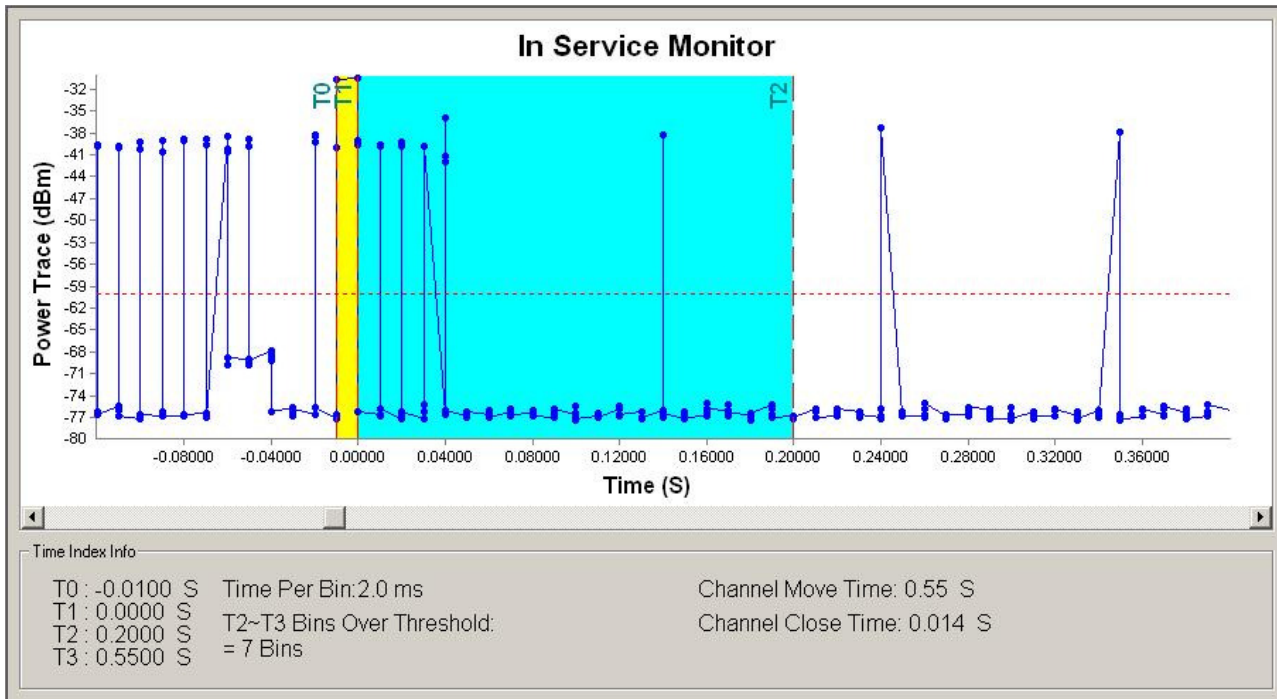 In Service Monitor
Power Trace (dBm)
-32
-35
-38
-41
-44
-47
-50
-53
-56
-59
-62
-65
-68
-71
-74
-77
-80
T0
T1
T2
-0.08000 -0.04000 0.00000 0.04000 0.08000 0.12000 0.16000 0.20000 0.24000 0.28000 0.32000 0.36000
Time (S)
Time Index Info
T0 : -0.0100 S
T1 : 0.0000 S
T2 : 0.2000 S
T3 : 0.5500 S
Time Per Bin:2.0 ms
T2~T3 Bins Over Threshold:
= 7 Bins
Channel Move Time: 0.55 S
Channel Close Time: 0.014 S